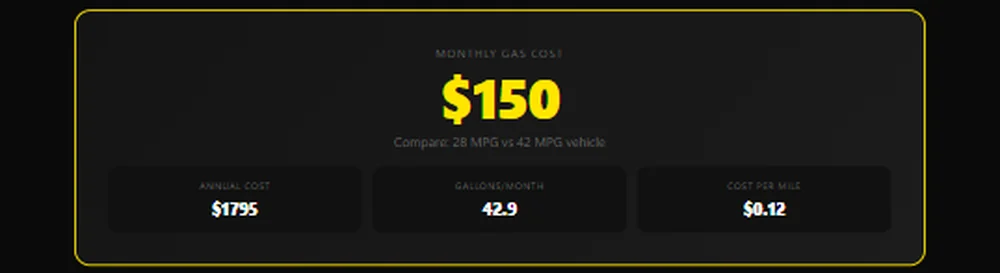 MONTHLY GAS COST
$150
Compare: 28 MPG vs 42 MPG vehicle
ANNUAL COST
$1795
GALLONS/MONTH
42.9
COST PER MILE
$0.12